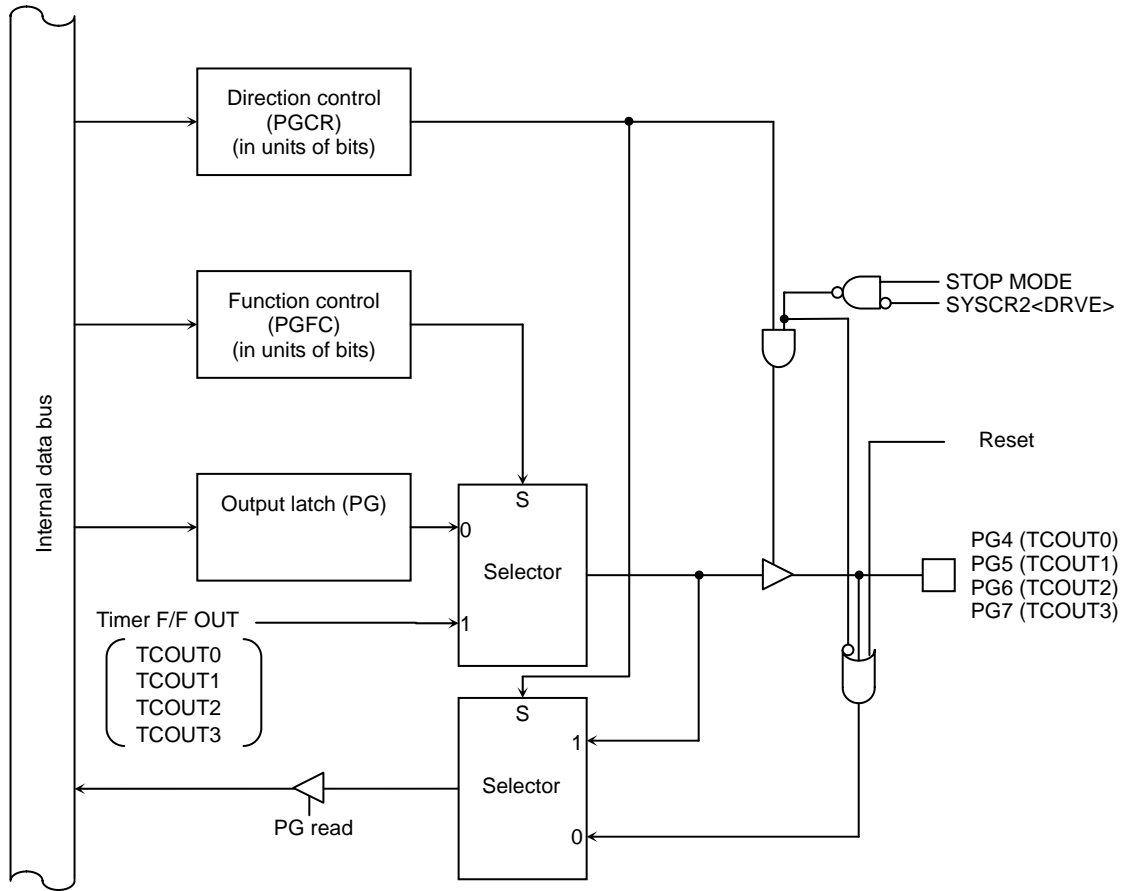 Internal data bus
Direction control
(PGCR)
(in units of bits)
Function control
(PGFC)
(in units of bits)
STOP MODE
SYSCR2<DRVE>
Reset
Output latch (PG)
S
0
Selector
1
Timer F/F OUT
TCOUT0
TCOUT1
TCOUT2
TCOUT3
PG4 (TCOUT0)
PG5 (TCOUT1)
PG6 (TCOUT2)
PG7 (TCOUT3)
S
1
Selector
0
PG read